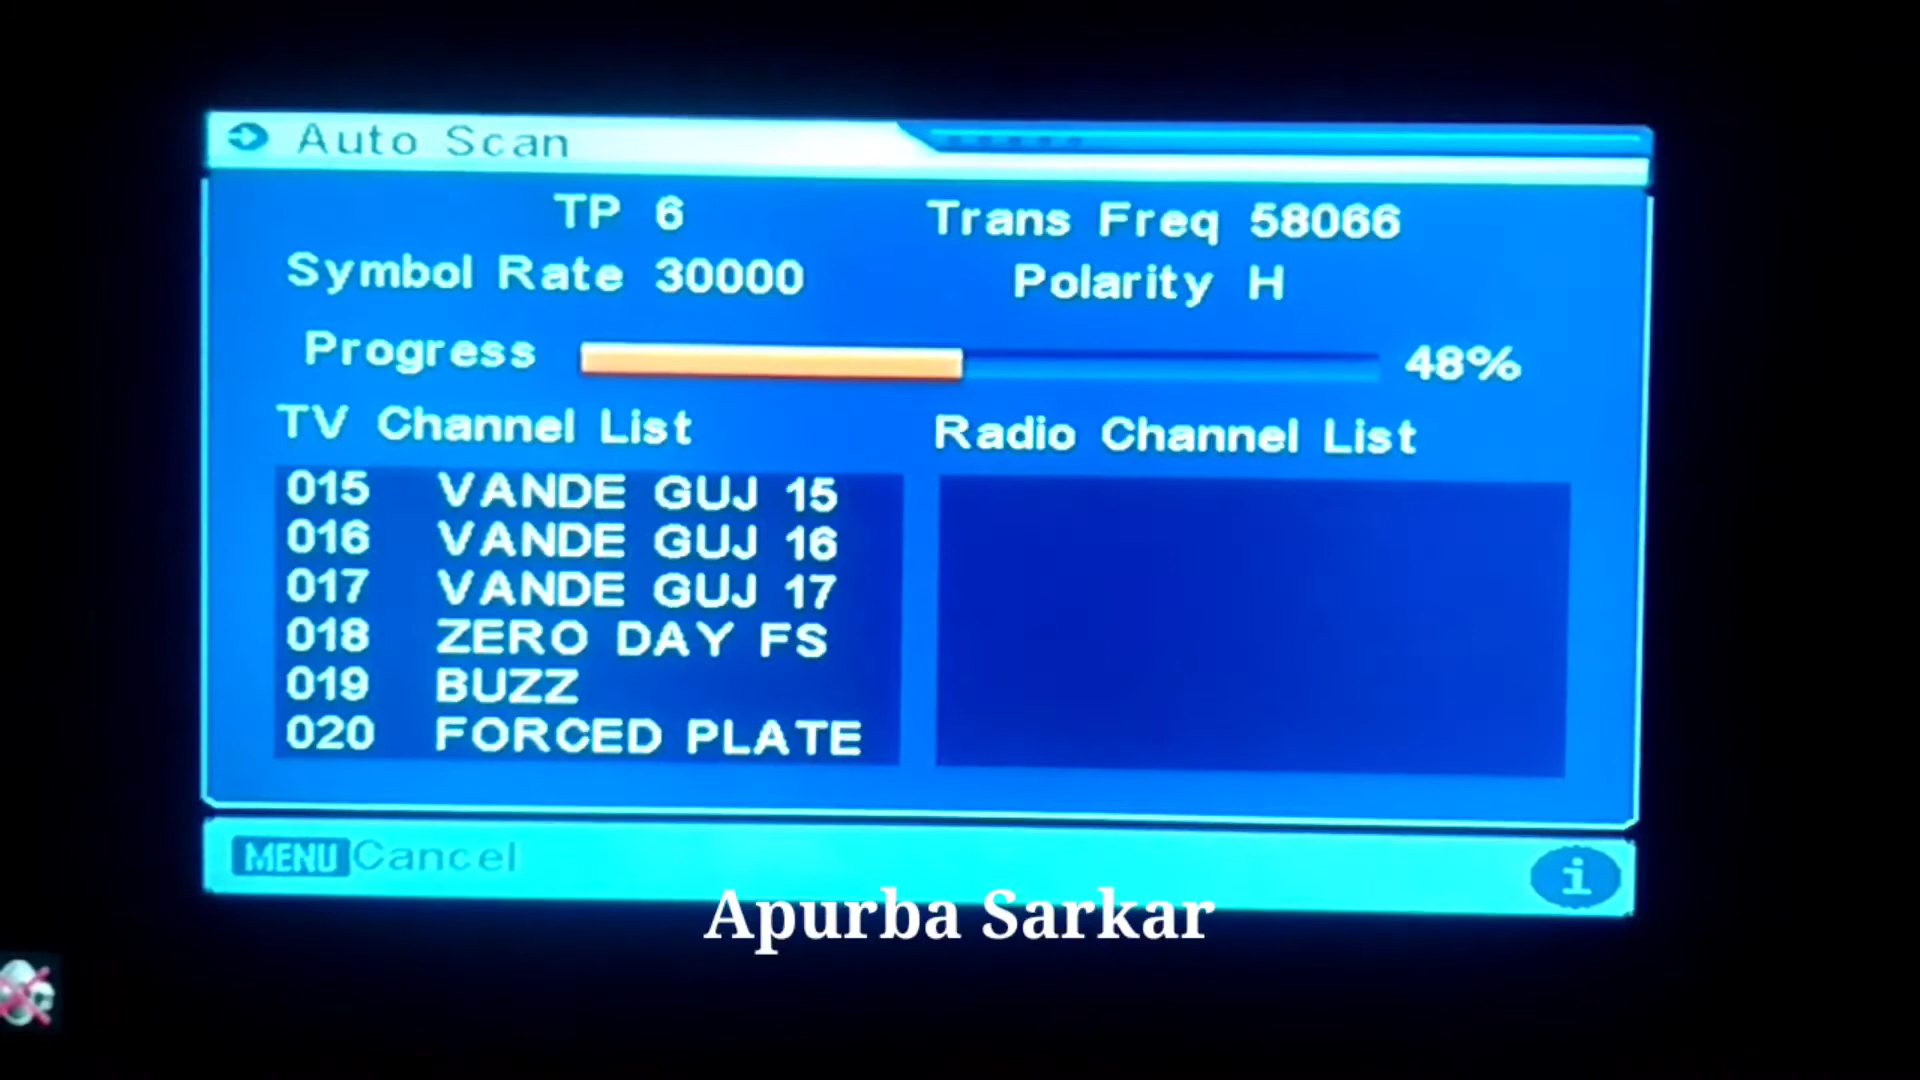 Auto Scan
TP 6 Trans Freq 58066
Symbol Rate 30000 Polarity H
Progress 48%
TV Channel List Radio Channel List
015 VANDE GUJ 15
016 VANDE GUJ 16
017 VANDE GUJ 17
018 ZERO DAY FS
019 BUZZ
020 FORCED PLATE
MENU Cancel i
Apurba Sarkar